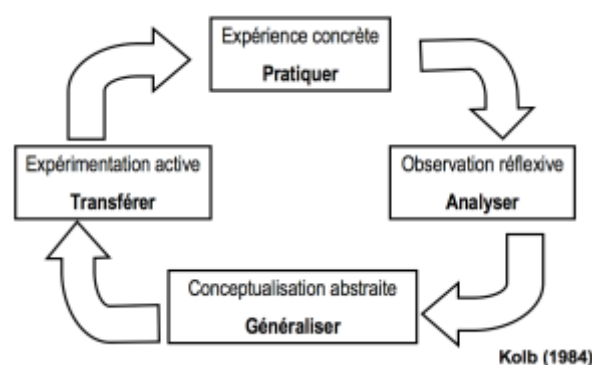 Expérience concrète
Pratiquer
Expérimentation active
Transférer
Observation réflexive
Analyser
Conceptualisation abstraite
Généraliser
Kolb (1984)